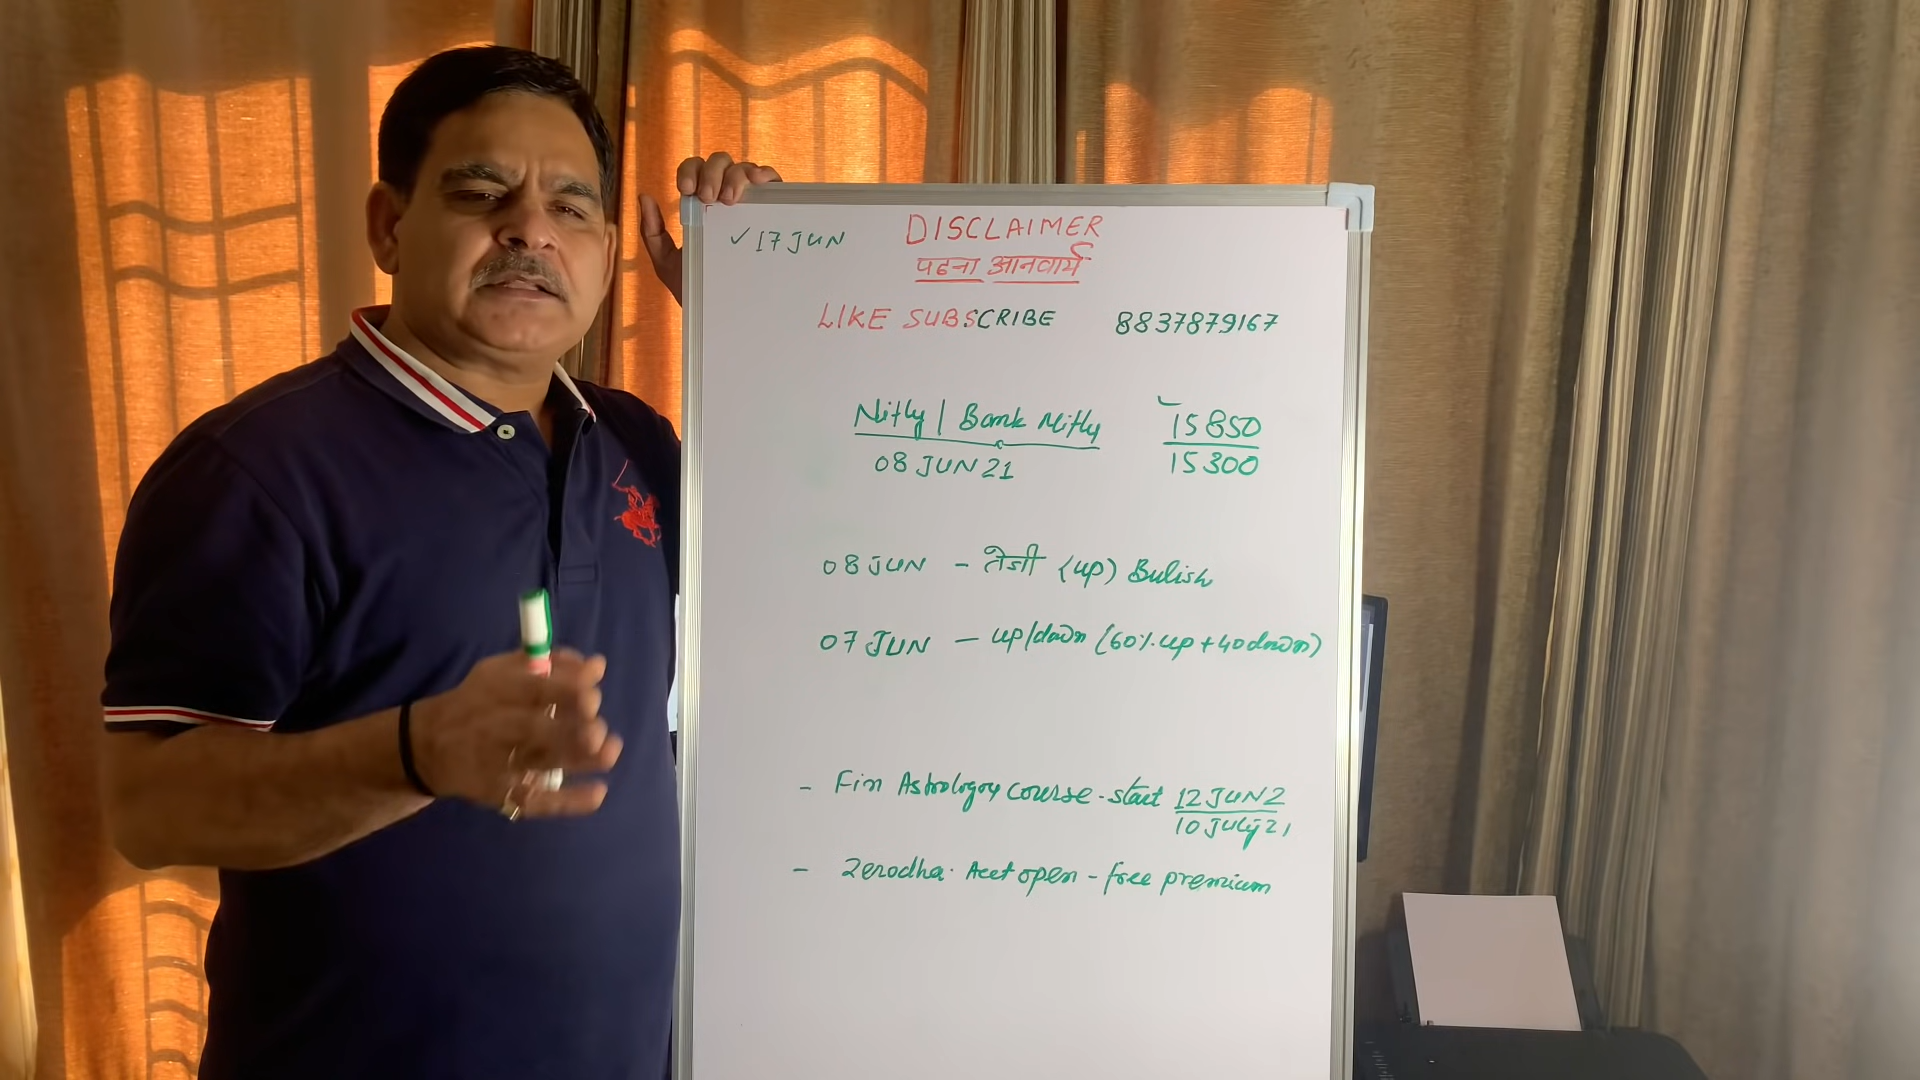 ✓ 17 JUN DISCLAIMER
पढना आनवार्य
LIKE SUBSCRIBE 8837879167
Nifty | Bank Nifty 15850
08 JUN 21 15300
08 JUN - तेजी (up) Bulish
07 JUN - up/down (60%.up + 40 down)
- Fin Astrology course. start 12 JUN 2
10 July 21
- Zerodha. Acct open - free premium